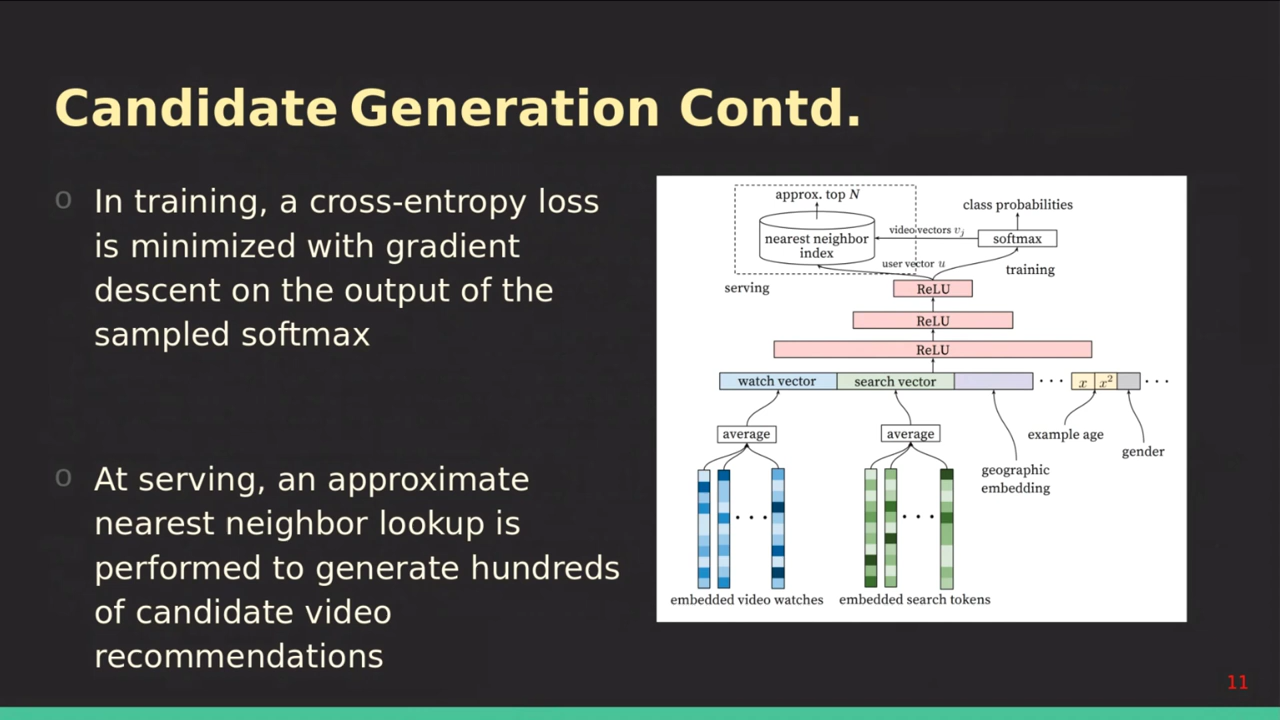 Candidate Generation Contd.
o In training, a cross-entropy loss
is minimized with gradient
descent on the output of the
sampled softmax
o At serving, an approximate
nearest neighbor lookup is
performed to generate hundreds
of candidate video
recommendations
approx. top N
class probabilities
video vectors vj
nearest neighbor
index
softmax
user vector u
training
serving
ReLU
ReLU
ReLU
watch vector
search vector
. . .
x
x²
. . .
average
average
example age
gender
geographic
embedding
. . .
. . .
embedded video watches
embedded search tokens
11